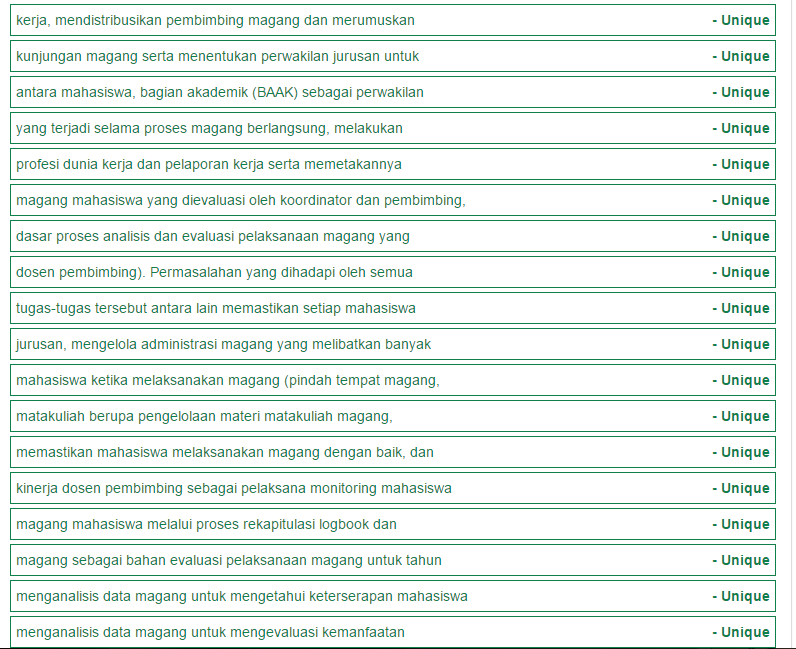 kerja, mendistribusikan pembimbing magang dan merumuskan - Unique
kunjungan magang serta menentukan perwakilan jurusan untuk - Unique
antara mahasiswa, bagian akademik (BAAK) sebagai perwakilan - Unique
yang terjadi selama proses magang berlangsung, melakukan - Unique
profesi dunia kerja dan pelaporan kerja serta memetakannya - Unique
magang mahasiswa yang dievaluasi oleh koordinator dan pembimbing, - Unique
dasar proses analisis dan evaluasi pelaksanaan magang yang - Unique
dosen pembimbing). Permasalahan yang dihadapi oleh semua - Unique
tugas-tugas tersebut antara lain memastikan setiap mahasiswa - Unique
jurusan, mengelola administrasi magang yang melibatkan banyak - Unique
mahasiswa ketika melaksanakan magang (pindah tempat magang, - Unique
matakuliah berupa pengelolaan materi matakuliah magang, - Unique
memastikan mahasiswa melaksanakan magang dengan baik, dan - Unique
kinerja dosen pembimbing sebagai pelaksana monitoring mahasiswa - Unique
magang mahasiswa melalui proses rekapitulasi logbook dan - Unique
magang sebagai bahan evaluasi pelaksanaan magang untuk tahun - Unique
menganalisis data magang untuk mengetahui keterserapan mahasiswa - Unique
menganalisis data magang untuk mengevaluasi kemanfaatan - Unique